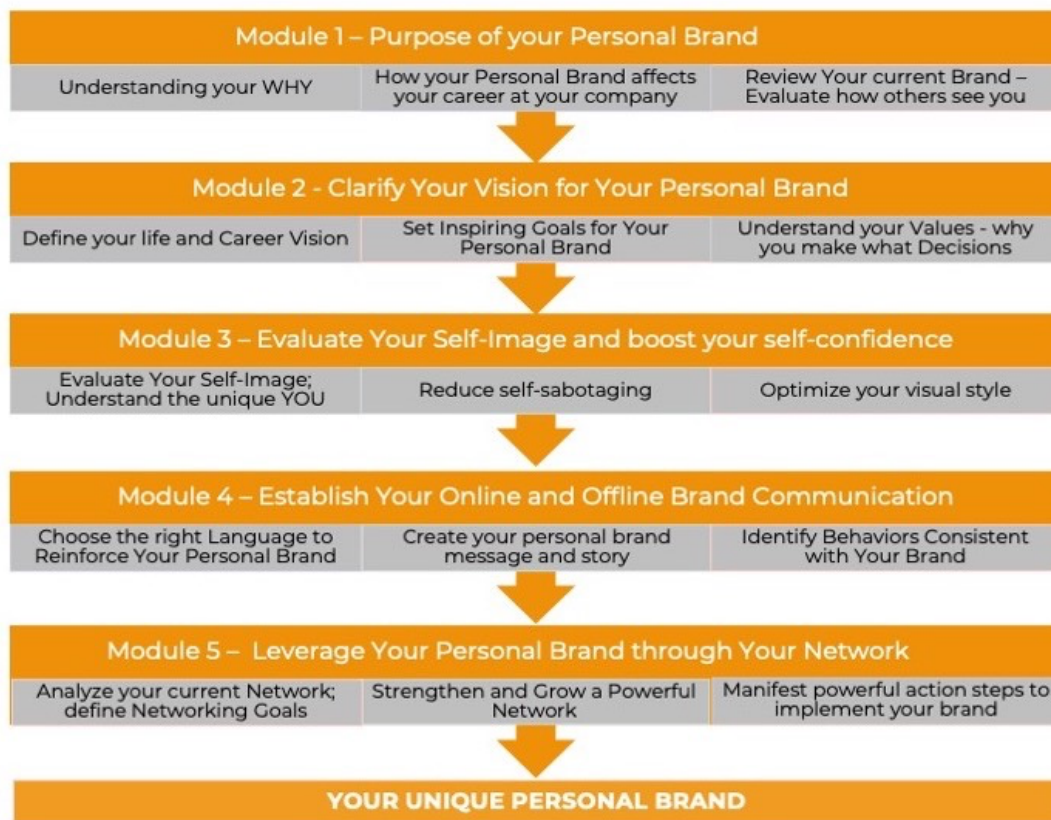 Module 1 – Purpose of your Personal Brand
Understanding your WHY
How your Personal Brand affects
your career at your company
Review Your current Brand –
Evaluate how others see you
Module 2 - Clarify Your Vision for Your Personal Brand
Define your life and Career Vision
Set Inspiring Goals for Your
Personal Brand
Understand your Values - why
you make what Decisions
Module 3 – Evaluate Your Self-Image and boost your self-confidence
Evaluate Your Self-Image;
Understand the unique YOU
Reduce self-sabotaging
Optimize your visual style
Module 4 – Establish Your Online and Offline Brand Communication
Choose the right Language to
Reinforce Your Personal Brand
Create your personal brand
message and story
Identify Behaviors Consistent
with Your Brand
Module 5 – Leverage Your Personal Brand through Your Network
Analyze your current Network;
define Networking Goals
Strengthen and Grow a Powerful
Network
Manifest powerful action steps to
implement your brand
YOUR UNIQUE PERSONAL BRAND